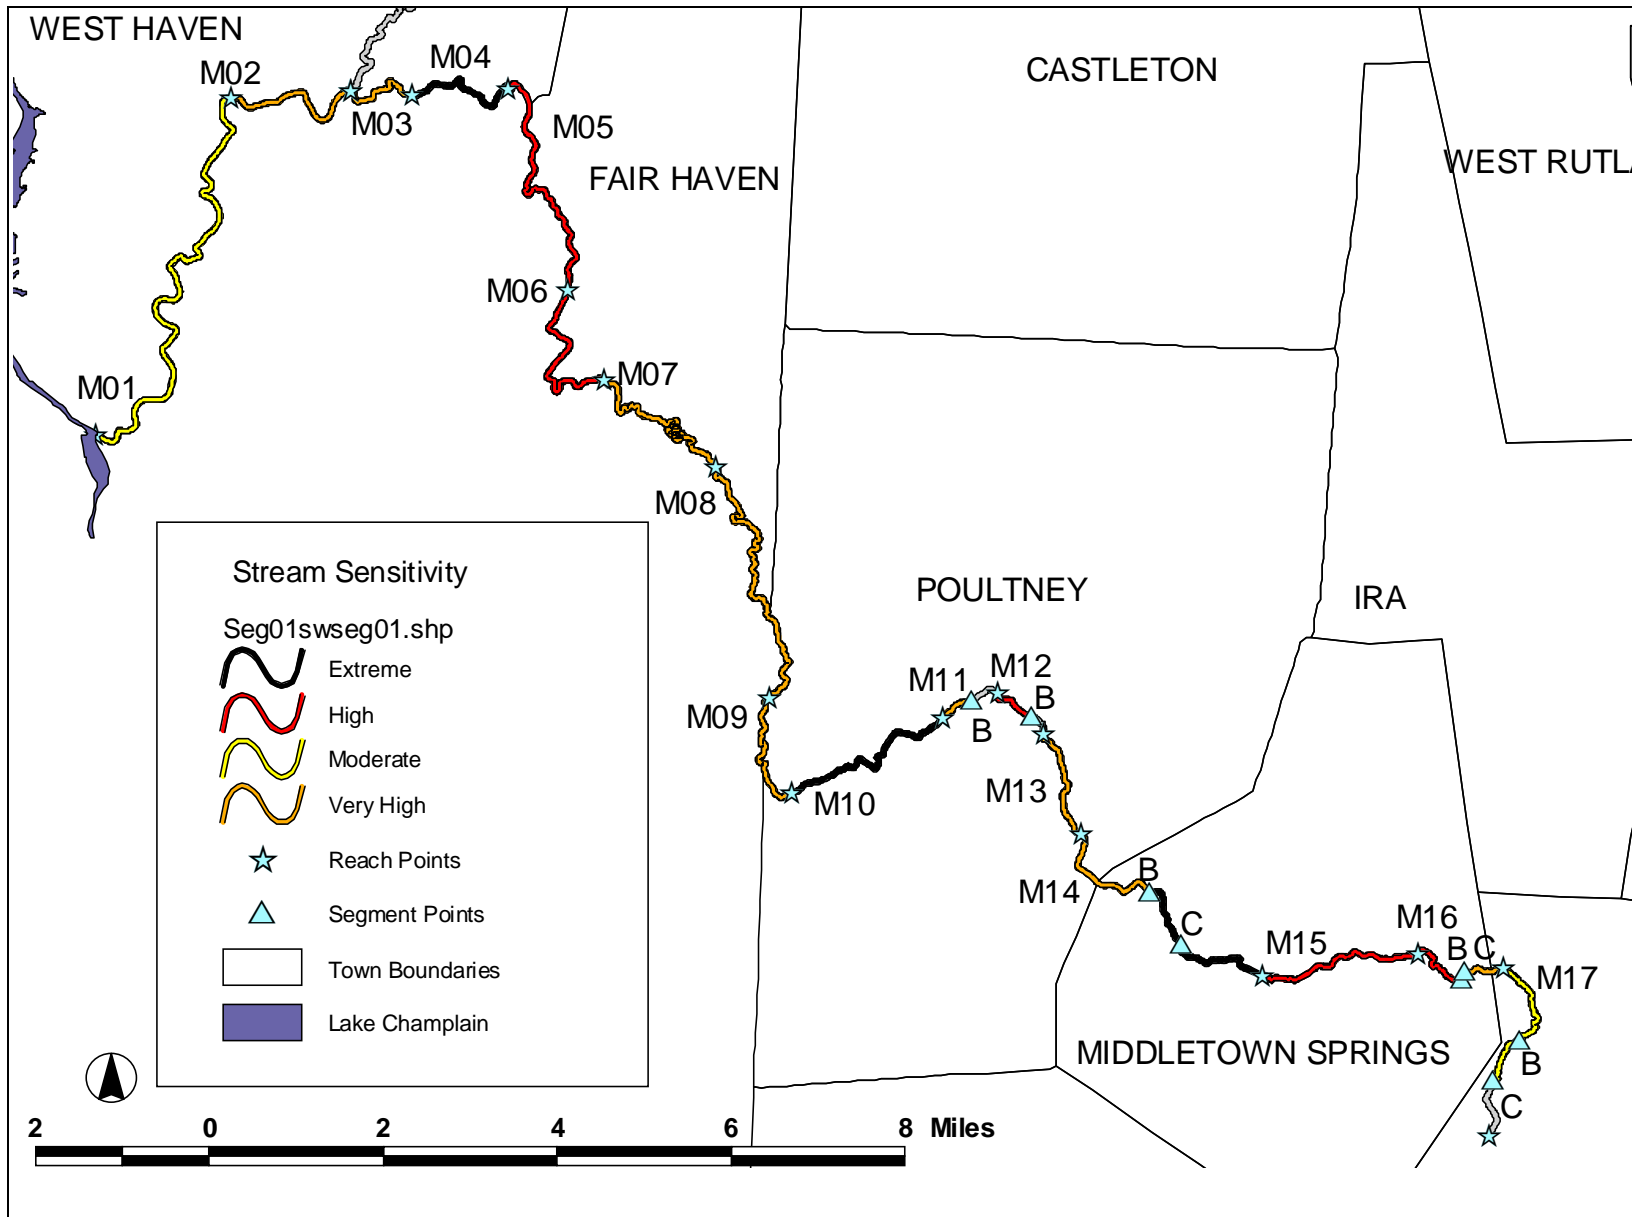 WEST HAVEN
M04
M02
CASTLETON
M03
M05
WEST RUTLA
FAIR HAVEN
M06
M07
M01
M08
Stream Sensitivity
POULTNEY
IRA
Seg01swseg01.shp
Extreme
M12
M11
B
High
M09
B
Moderate
M13
M10
Very High
Reach Points
B
M14
Segment Points
M16
C
M15
B C
Town Boundaries
M17
Lake Champlain
MIDDLETOWN SPRINGS
B
C
2 0 2 4 6 8 Miles